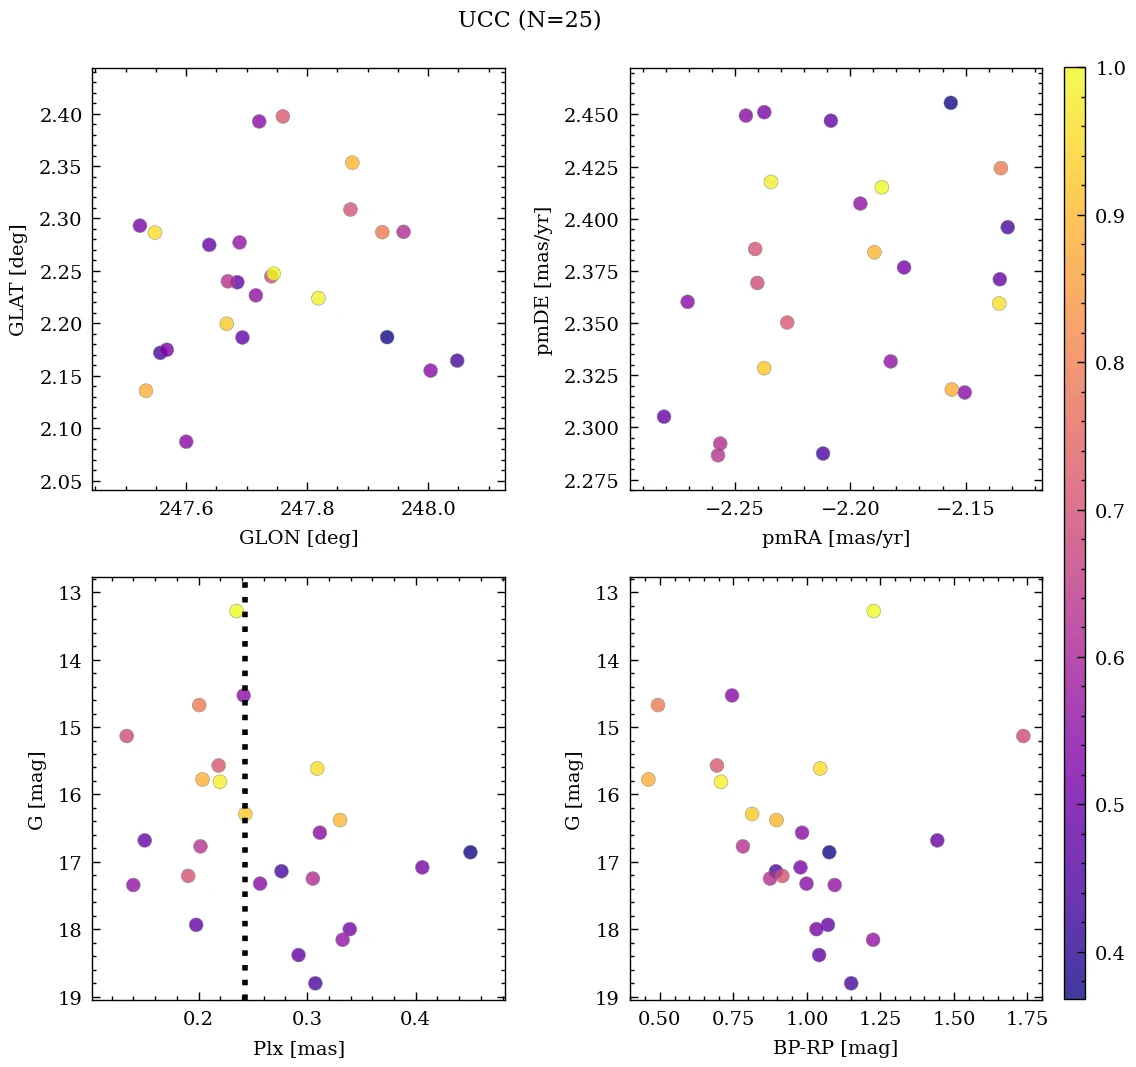 UCC (N=25)
2.40
2.35
2.30
2.25
2.20
2.15
2.10
2.05
GLAT [deg]
247.6 247.8 248.0
GLON [deg]
2.450
2.425
2.400
2.375
2.350
2.325
2.300
2.275
pmDE [mas/yr]
−2.25 −2.20 −2.15
pmRA [mas/yr]
13
14
15
16
17
18
19
G [mag]
0.2 0.3 0.4
Plx [mas]
13
14
15
16
17
18
19
G [mag]
0.50 0.75 1.00 1.25 1.50 1.75
BP-RP [mag]
1.0
0.9
0.8
0.7
0.6
0.5
0.4